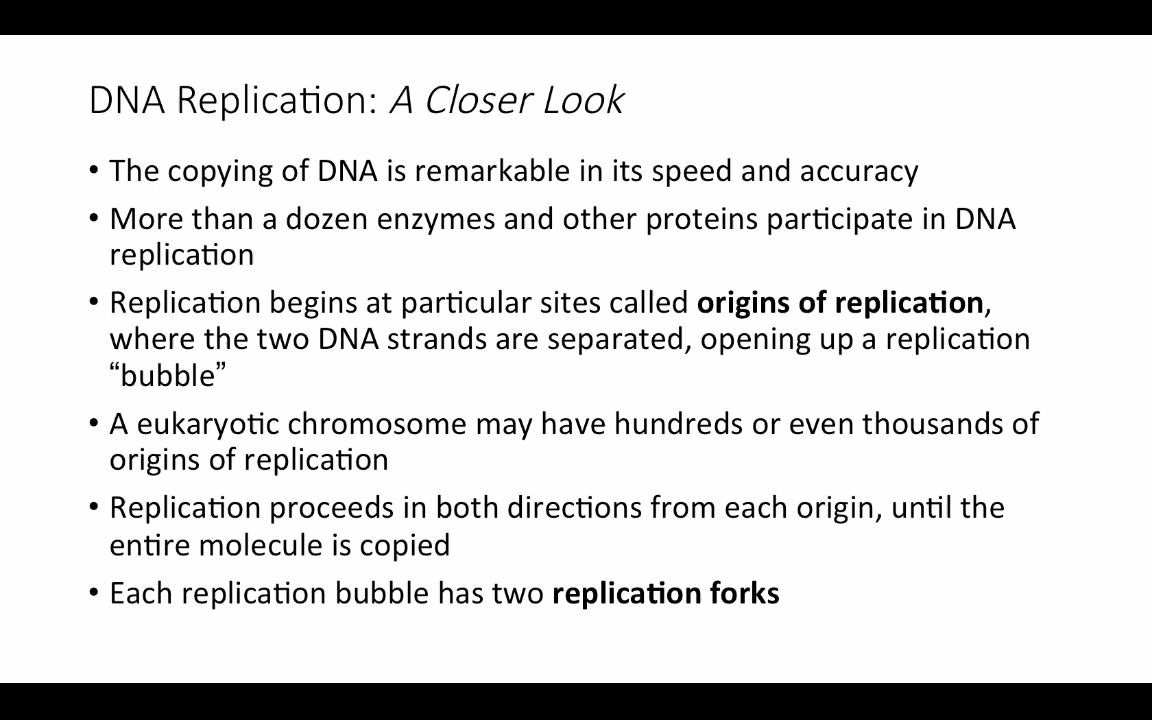 DNA Replication: A Closer Look
• The copying of DNA is remarkable in its speed and accuracy
• More than a dozen enzymes and other proteins participate in DNA
replication
• Replication begins at particular sites called origins of replication,
where the two DNA strands are separated, opening up a replication
“bubble”
• A eukaryotic chromosome may have hundreds or even thousands of
origins of replication
• Replication proceeds in both directions from each origin, until the
entire molecule is copied
• Each replication bubble has two replication forks